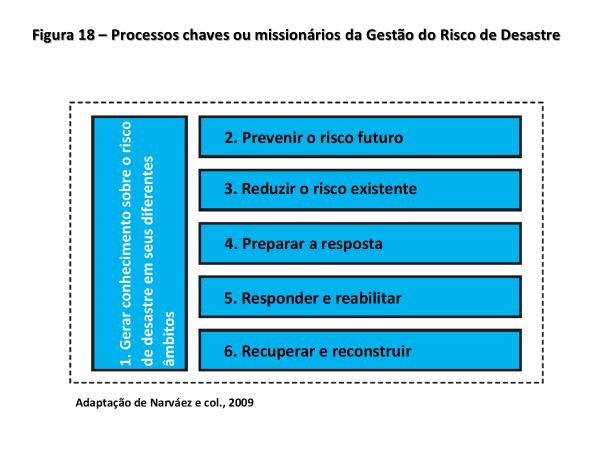 Figura 18 – Processos chaves ou missionários da Gestão do Risco de Desastre
1. Gerar conhecimento sobre o risco
de desastre em seus diferentes
âmbitos
2. Prevenir o risco futuro
3. Reduzir o risco existente
4. Preparar a resposta
5. Responder e reabilitar
6. Recuperar e reconstruir
Adaptação de Narváez e col., 2009